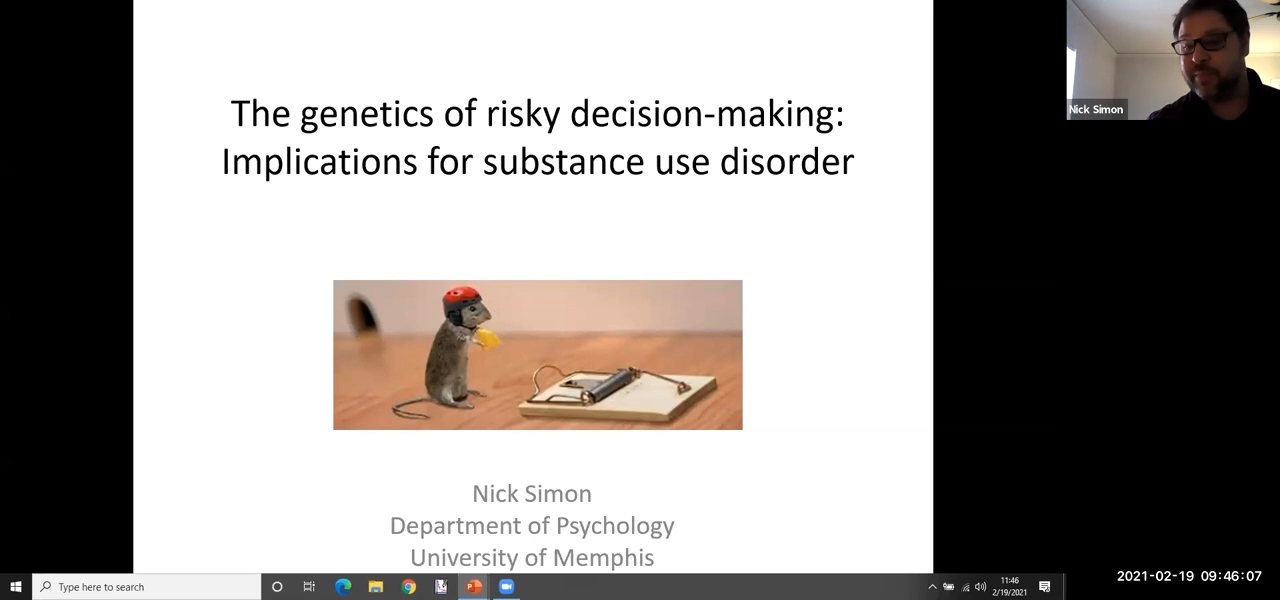 The genetics of risky decision-making:
Implications for substance use disorder
Nick Simon
Department of Psychology
University of Memphis
Nick Simon
Type here to search
11:46
2/19/2021
2021-02-19 09:46:07